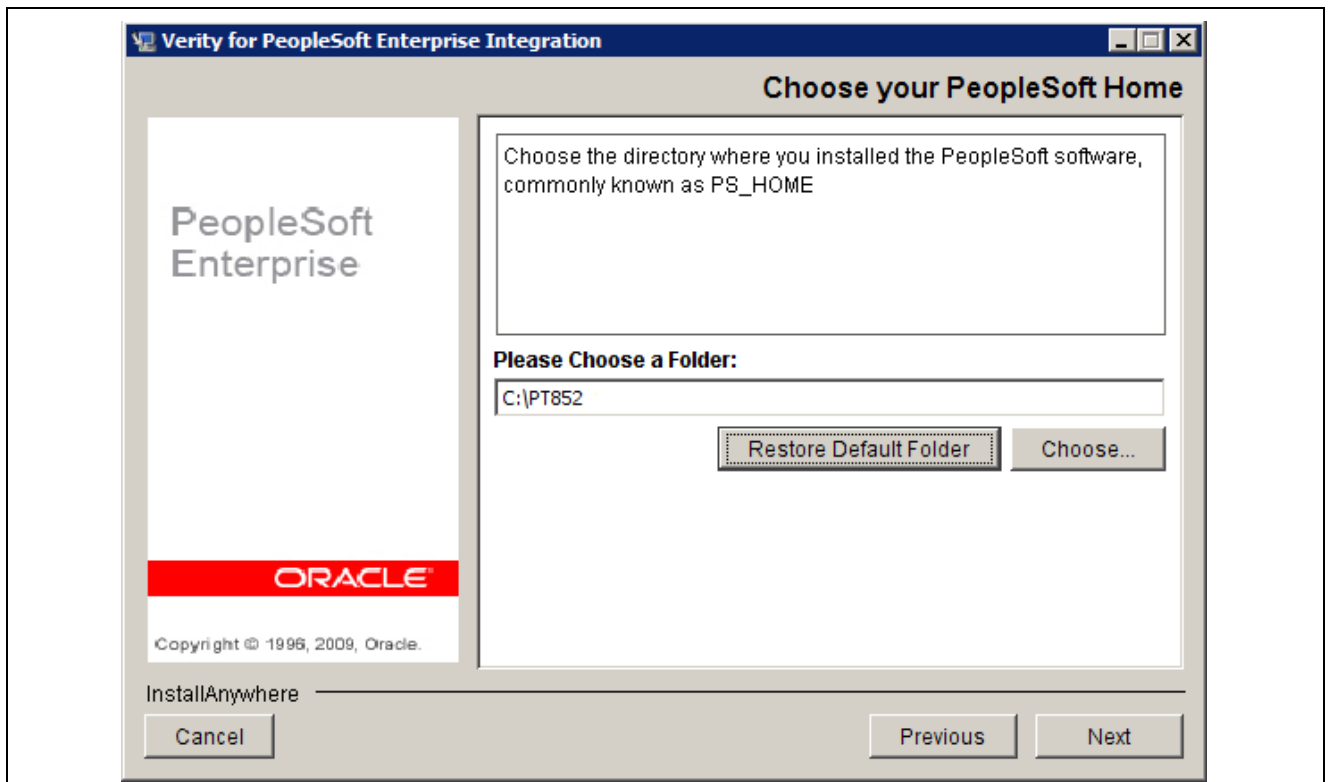 Verity for PeopleSoft Enterprise Integration
Choose your PeopleSoft Home
PeopleSoft
Enterprise
ORACLE
Copyright © 1996, 2009, Oracle.
Choose the directory where you installed the PeopleSoft software,
commonly known as PS_HOME
Please Choose a Folder:
C:\PT852
Restore Default Folder
Choose...
InstallAnywhere
Cancel
Previous
Next